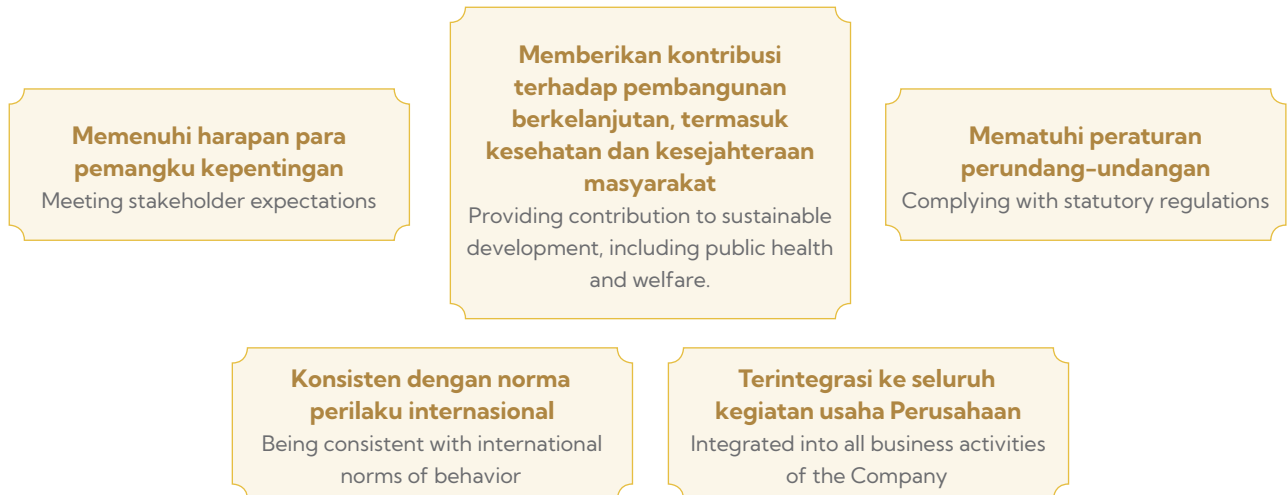 Memenuhi harapan para
pemangku kepentingan
Meeting stakeholder expectations
Memberikan kontribusi
terhadap pembangunan
berkelanjutan, termasuk
kesehatan dan kesejahteraan
masyarakat
Providing contribution to sustainable
development, including public health
and welfare.
Mematuhi peraturan
perundang-undangan
Complying with statutory regulations
Konsisten dengan norma
perilaku internasional
Being consistent with international
norms of behavior
Terintegrasi ke seluruh
kegiatan usaha Perusahaan
Integrated into all business activities
of the Company